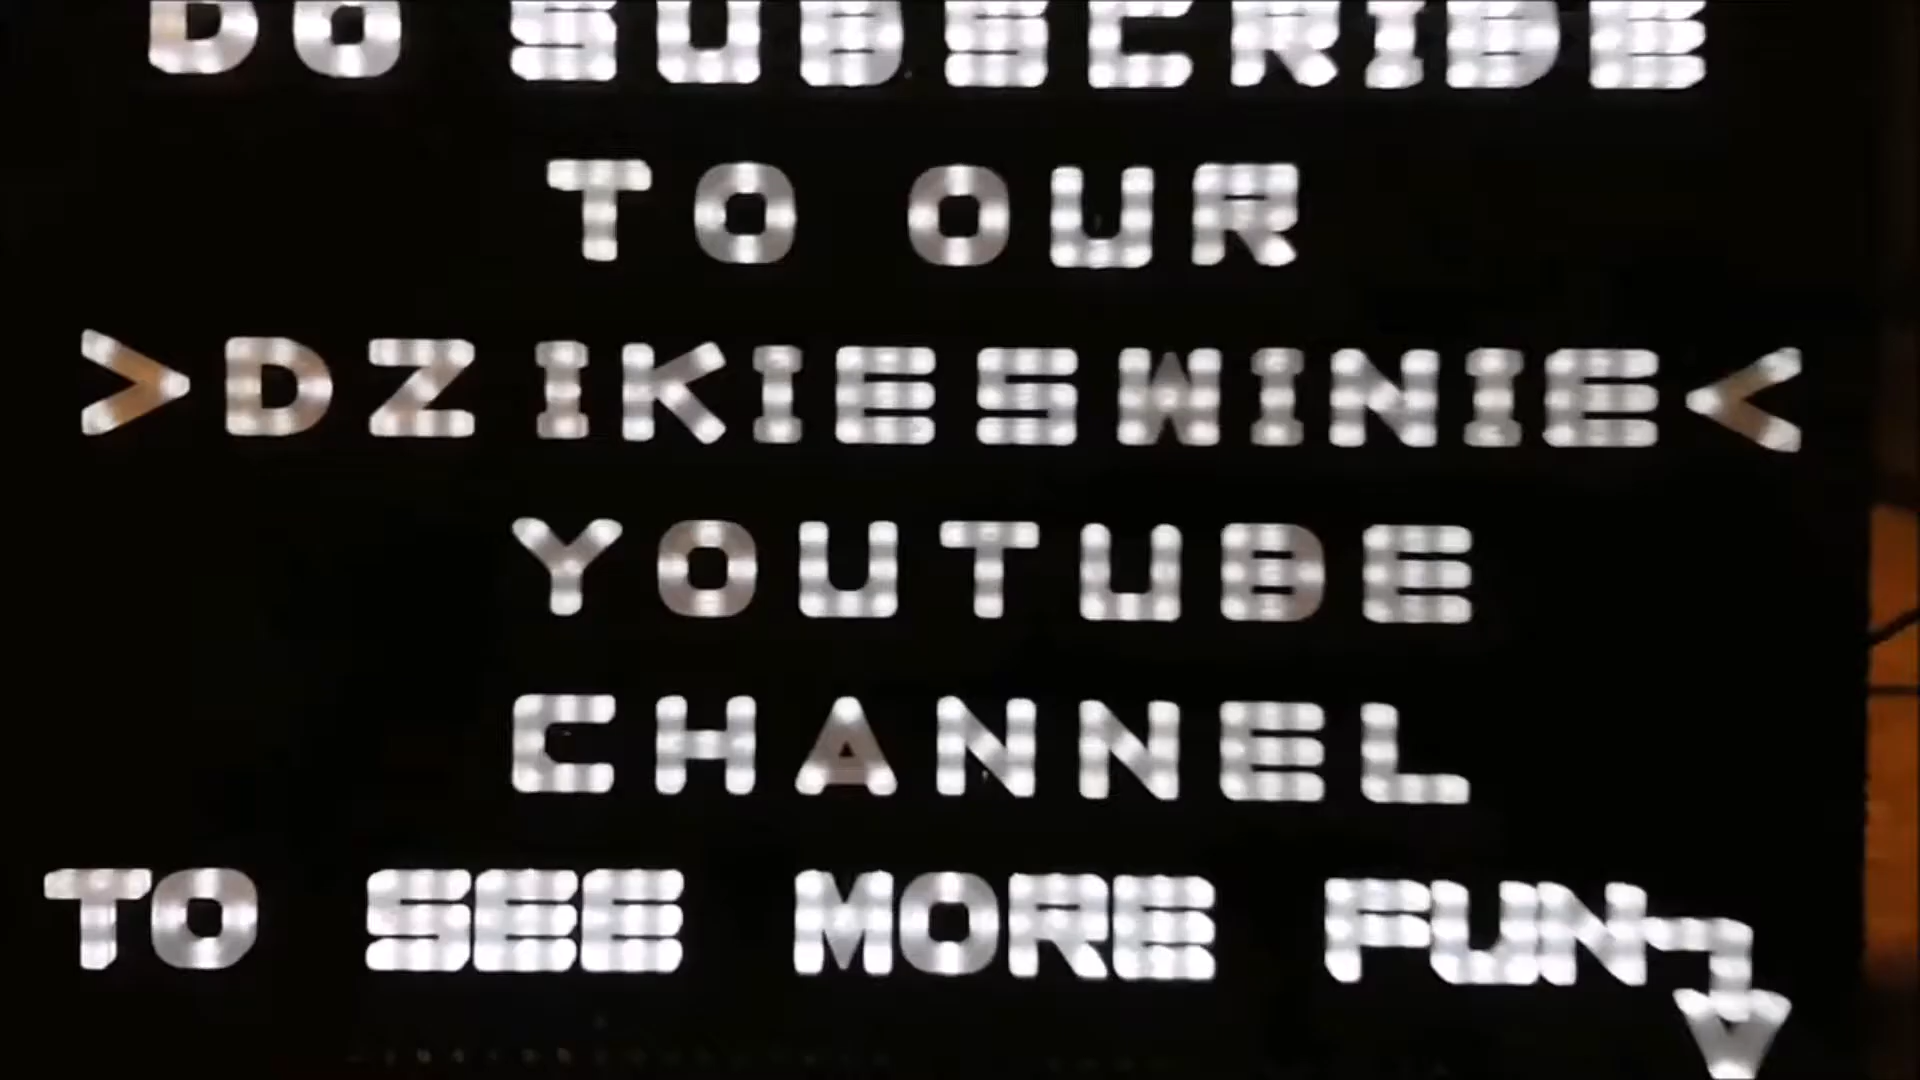 DO SUBSCRIBE
TO OUR
>DZIKIESWINIE<
YOUTUBE
CHANNEL
TO SEE MORE FUN